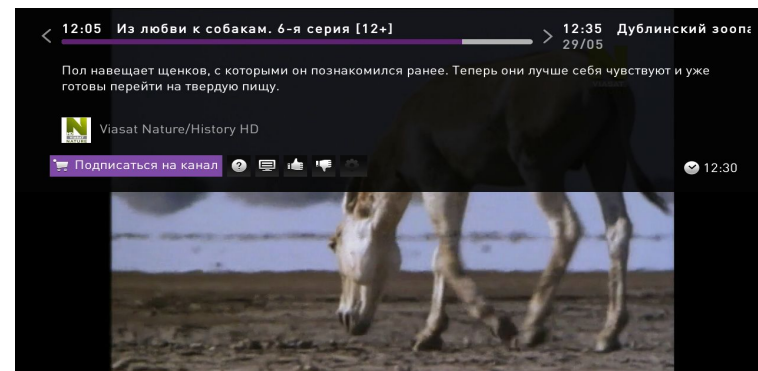 12:05 Из любви к собакам. 6-я серия [12+]
12:35 Дублинский зоопа
29/05
Пол навещает щенков, с которыми он познакомился ранее. Теперь они лучше себя чувствуют и уже
готовы перейти на твердую пищу.
Viasat Nature/History HD
Подписаться на канал
12:30